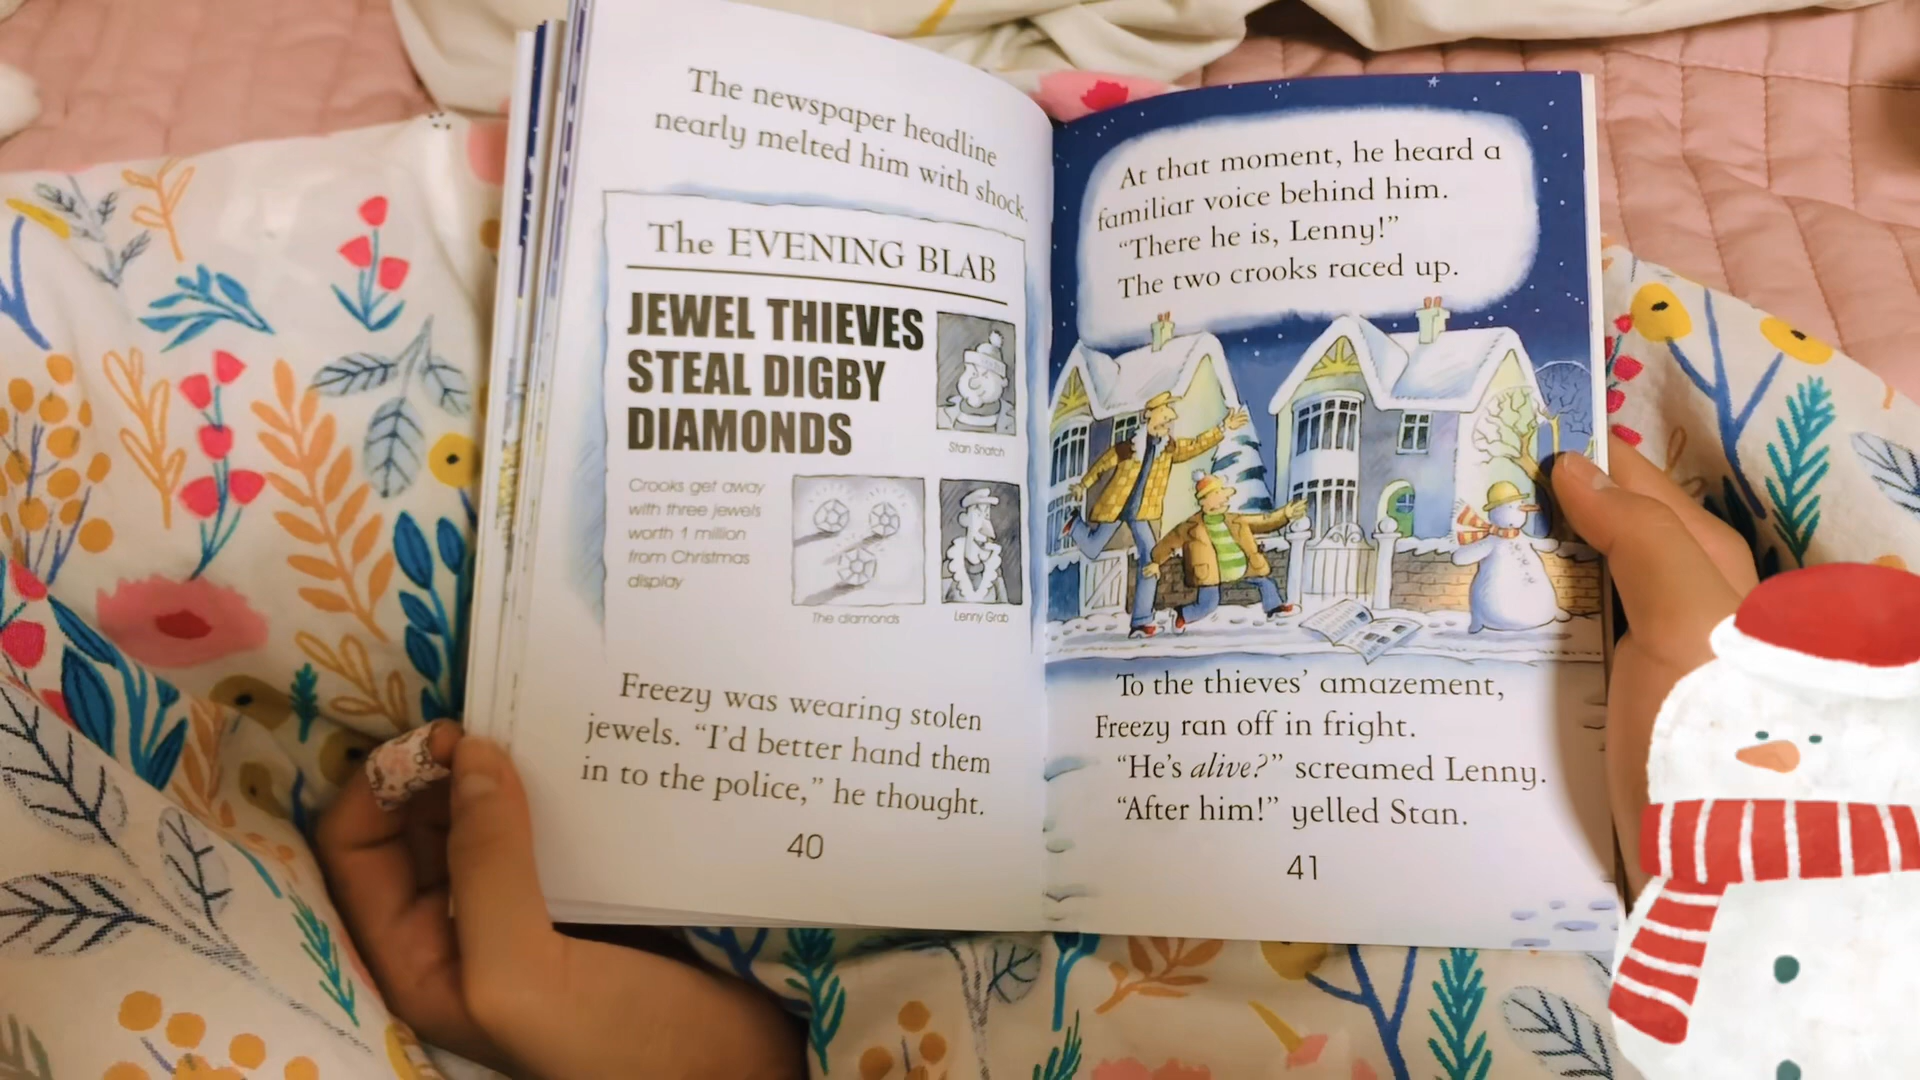 The newspaper headline
nearly melted him with shock.
The EVENING BLAB
JEWEL THIEVES
STEAL DIGBY
DIAMONDS
Stan Snatch
Crooks get away
with three jewels
worth 1 million
from Christmas
display
The diamonds
Lenny Grab
Freezy was wearing stolen
jewels. “I’d better hand them
in to the police,” he thought.
40
At that moment, he heard a
familiar voice behind him.
“There he is, Lenny!”
The two crooks raced up.
To the thieves’ amazement,
Freezy ran off in fright.
“He’s alive?” screamed Lenny.
“After him!” yelled Stan.
41